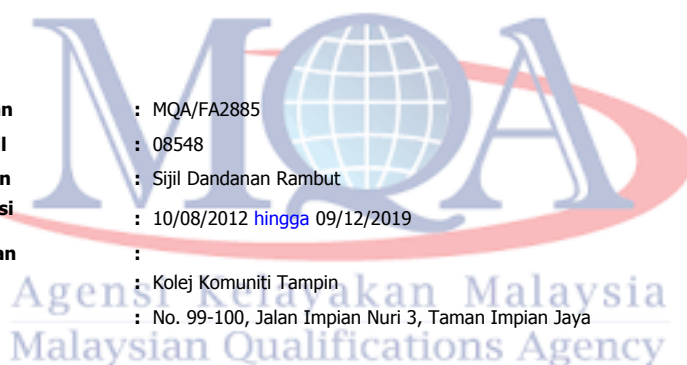 MQA
: MQA/FA2885
: 08548
: Sijil Dandanan Rambut
: 10/08/2012 hingga 09/12/2019
:
: Kolej Komuniti Tampin
Agensi Kelayakan Malaysia
: No. 99-100, Jalan Impian Nuri 3, Taman Impian Jaya
Malaysian Qualifications Agency